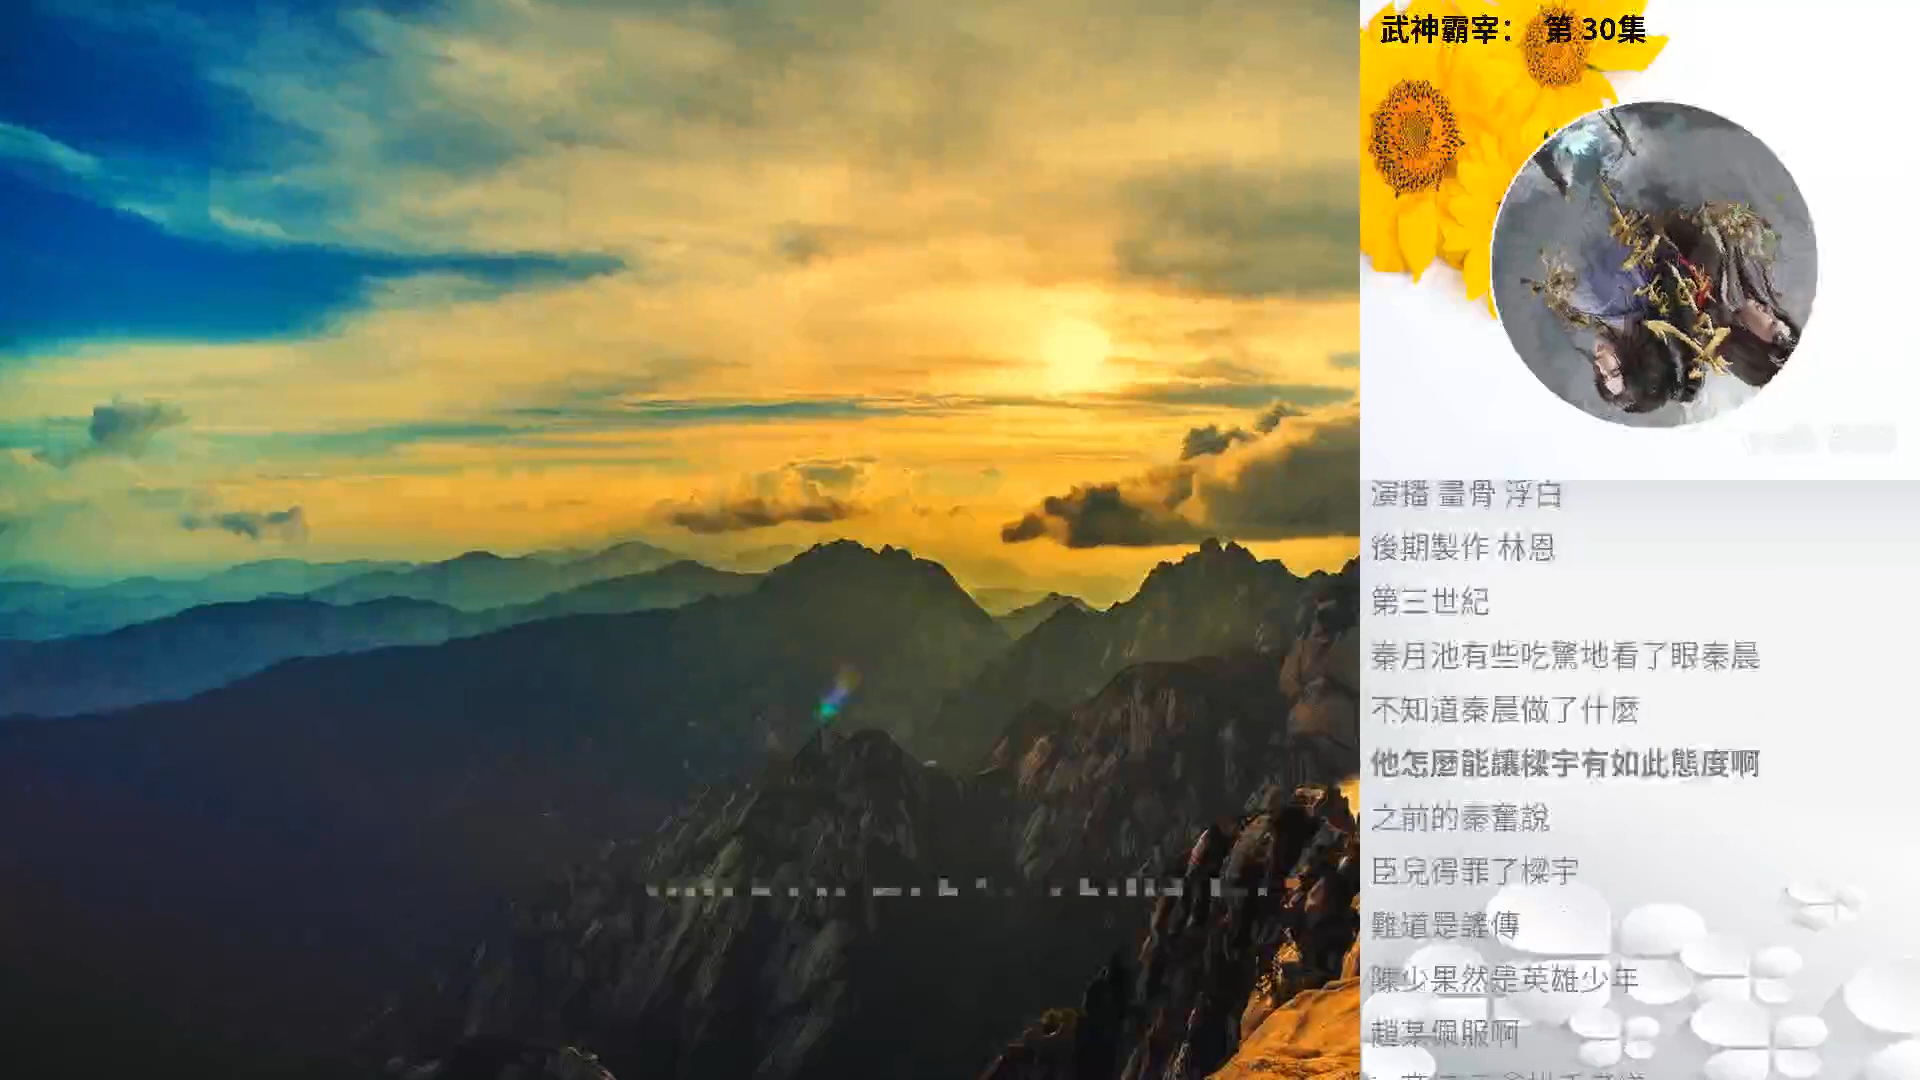 武神霸宰： 第 30集
演播 畫骨 浮白
後期製作 林恩
第三世紀
秦月池有些吃驚地看了眼秦晨
不知道秦晨做了什麼
他怎麼能讓樑宇有如此態度啊
之前的秦奮說
臣兒得罪了樑宇
難道是謠傳
陳少果然是英雄少年
趙某佩服啊